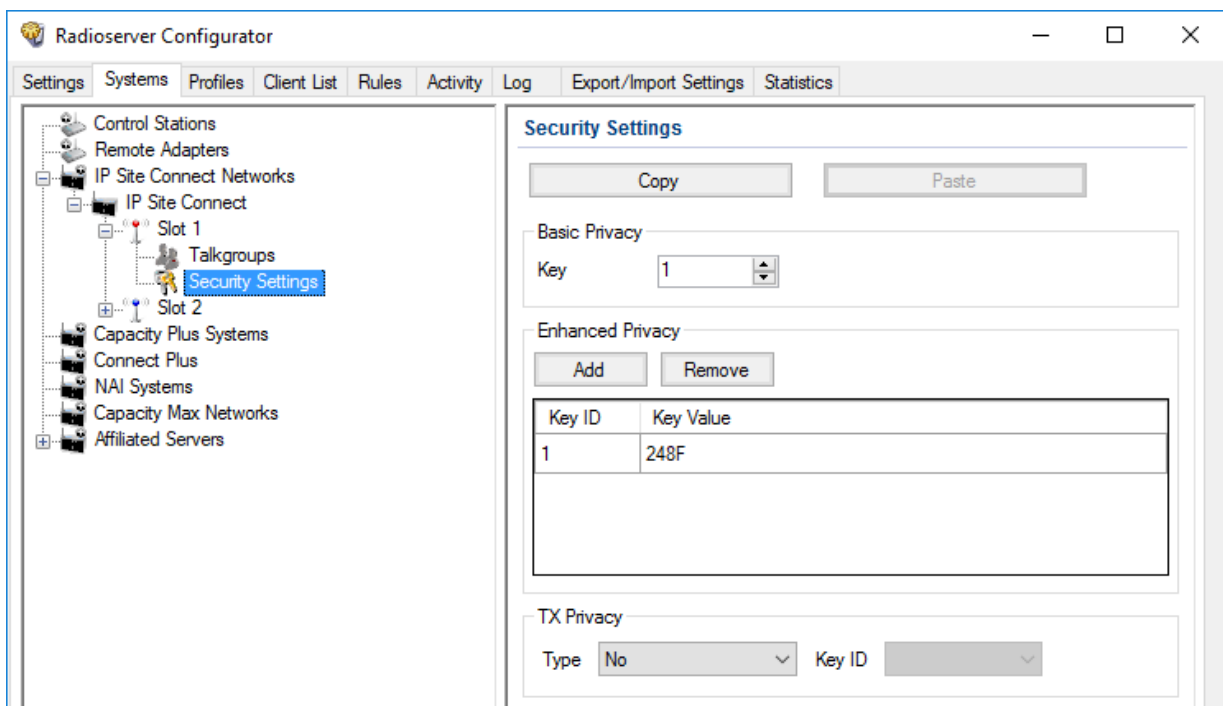 Radioserver Configurator
Settings Systems Profiles Client List Rules Activity Log Export/Import Settings Statistics
Control Stations
Remote Adapters
IP Site Connect Networks
IP Site Connect
Slot 1
Talkgroups
Security Settings
Slot 2
Capacity Plus Systems
Connect Plus
NAI Systems
Capacity Max Networks
Affiliated Servers
Security Settings
Copy Paste
Basic Privacy
Key 1
Enhanced Privacy
Add Remove
Key ID Key Value
1 248F
TX Privacy
Type No Key ID